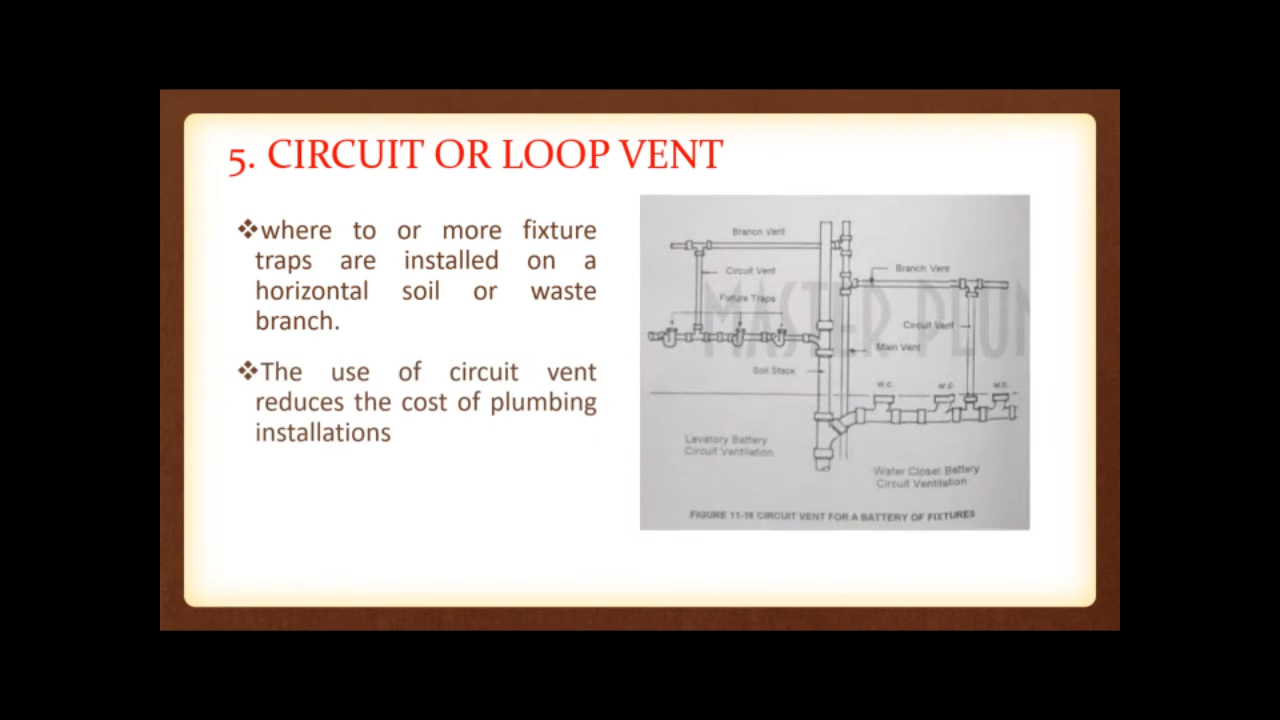 5. CIRCUIT OR LOOP VENT
❖where to or more fixture
traps are installed on a
horizontal soil or waste
branch.
❖The use of circuit vent
reduces the cost of plumbing
installations
Branch Vent
Circuit Vent
Fixture Traps
Branch Vent
Circuit Vent
Main Vent
Soil Stack
W.C.
W.C.
W.C.
MASTER PLUM
Lavatory Battery
Circuit Ventilation
Water Closet Battery
Circuit Ventilation
FIGURE 11-16 CIRCUIT VENT FOR A BATTERY OF FIXTURES